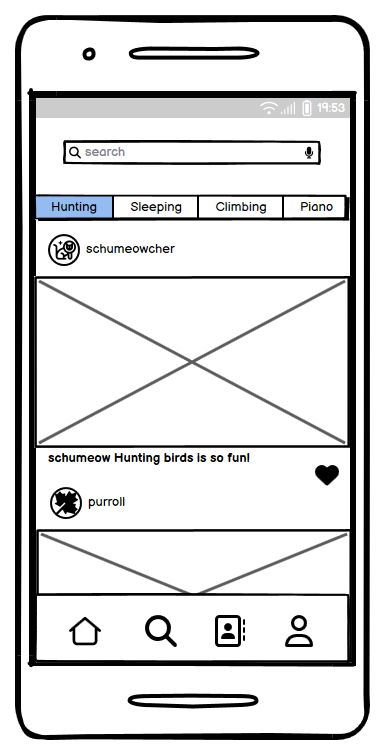 19:53
search
Hunting Sleeping Climbing Piano
schumeowcher
schumeow Hunting birds is so fun!
purroll